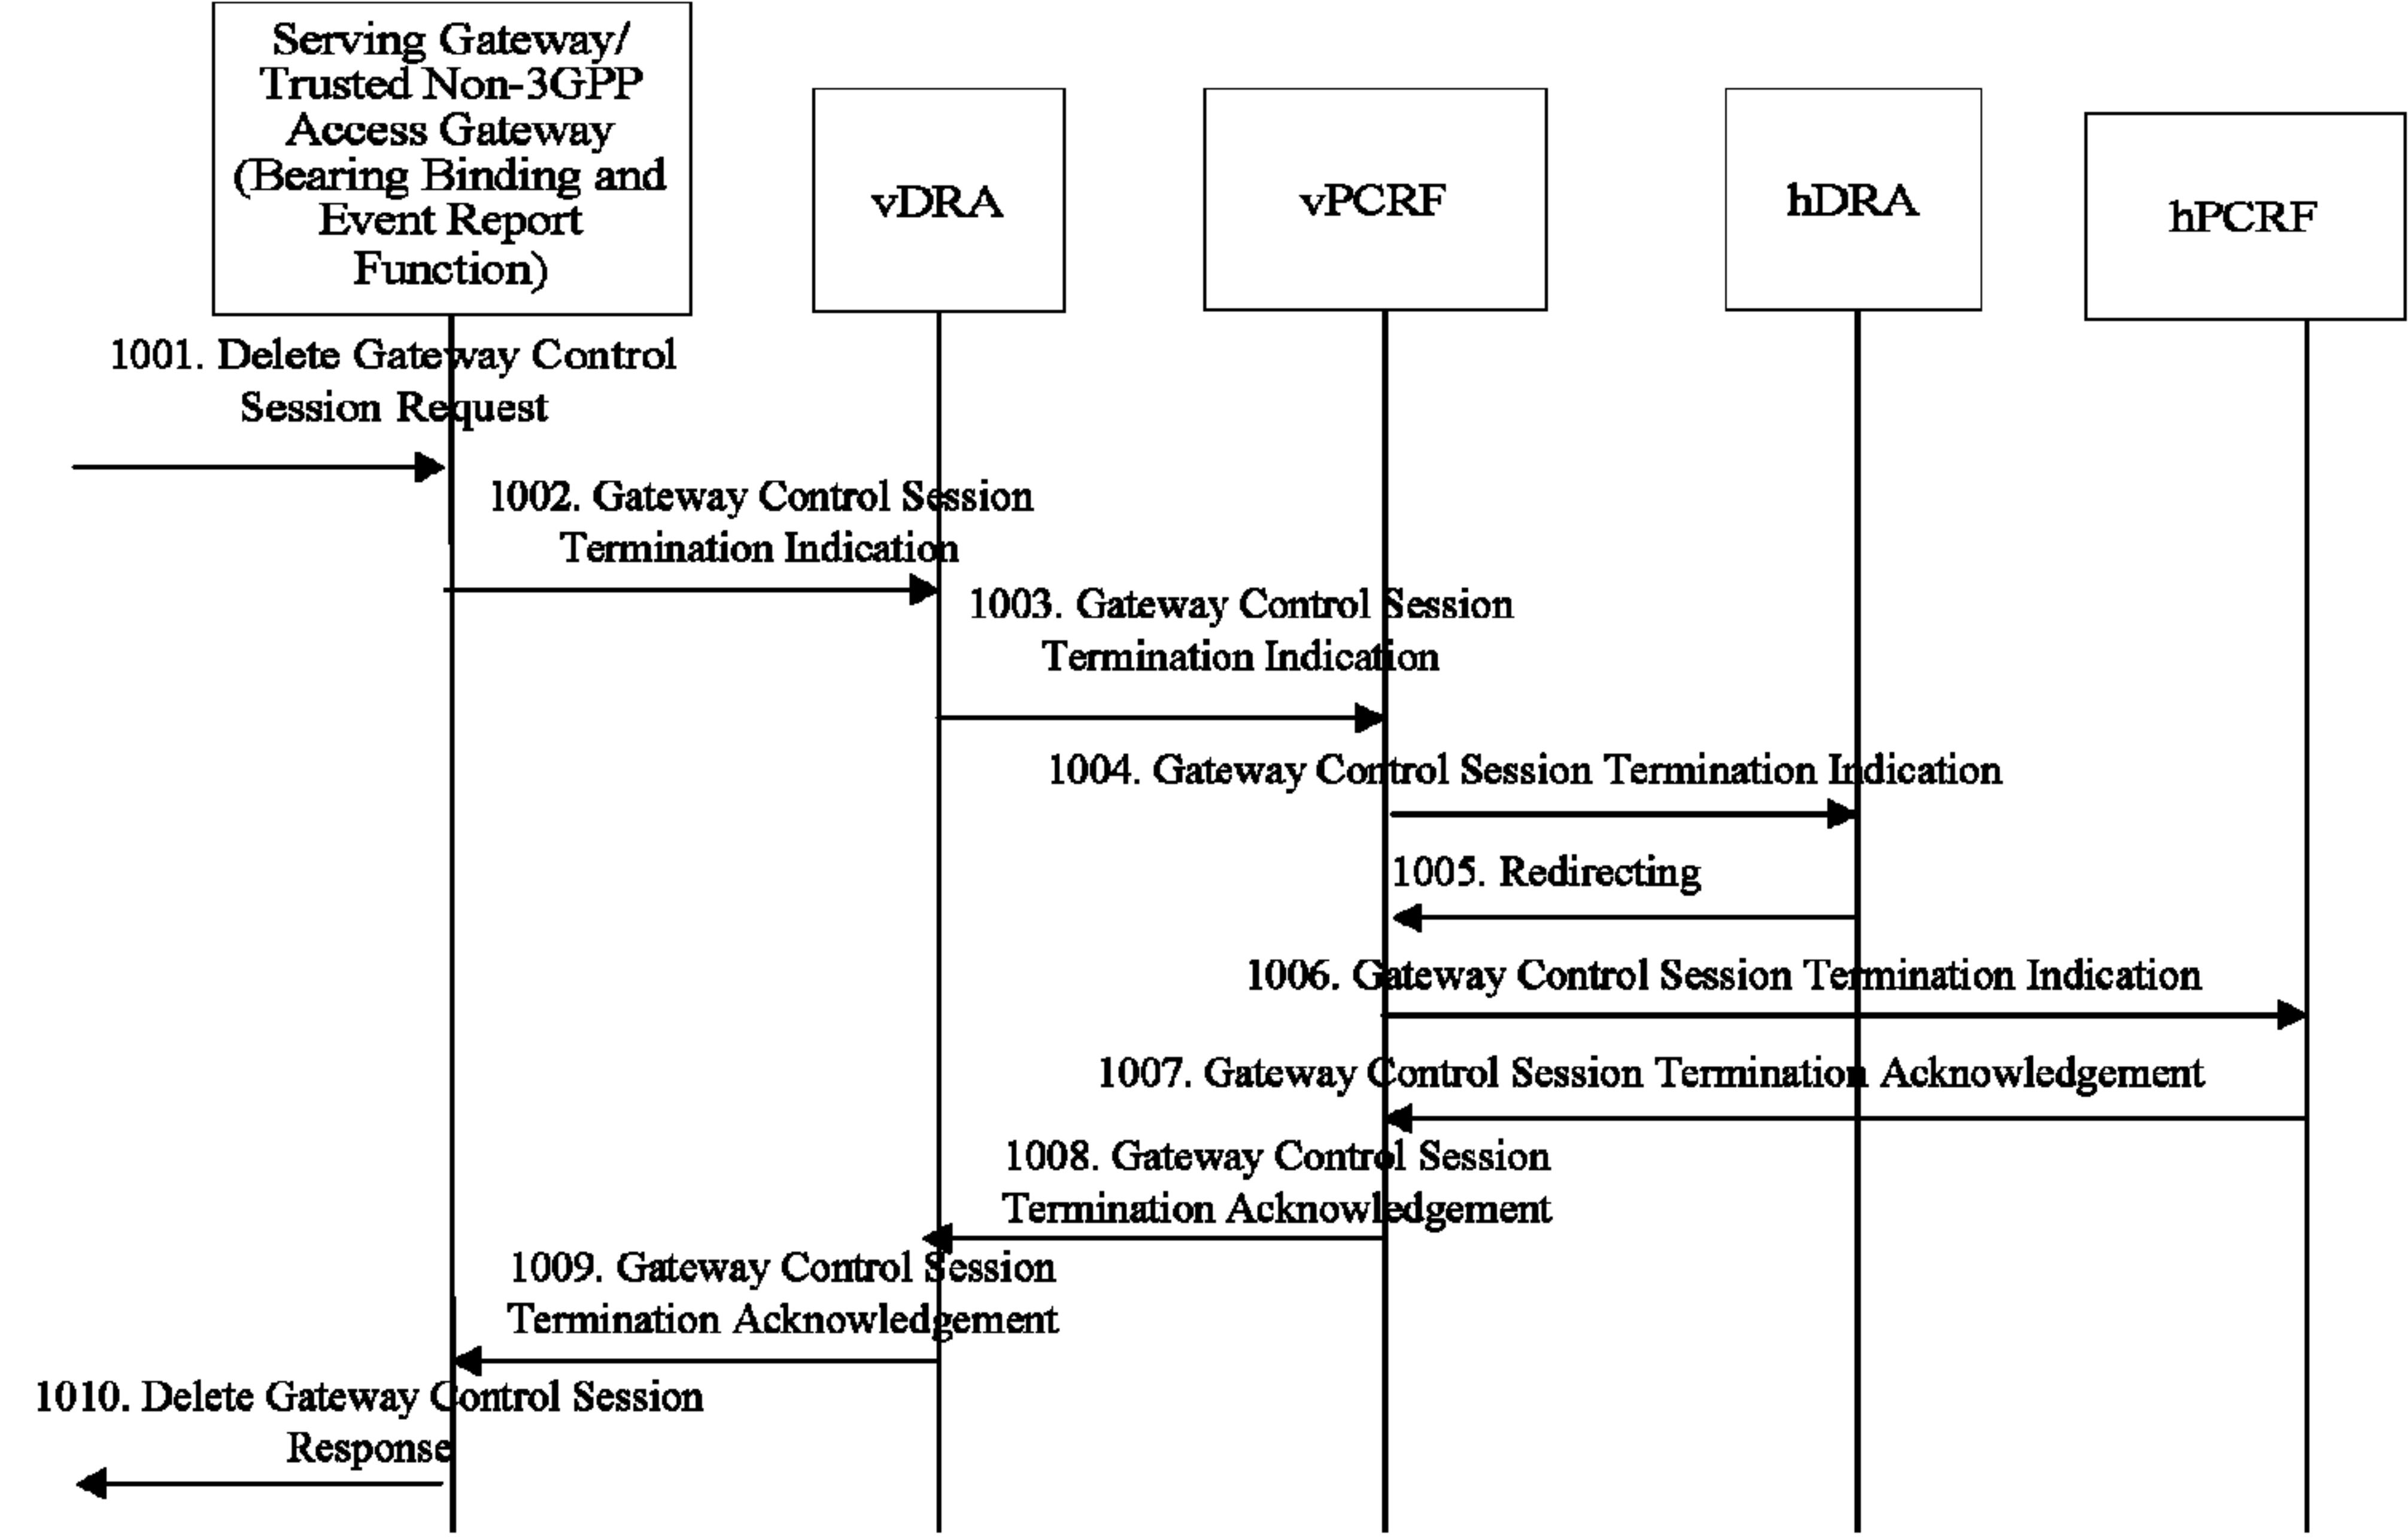 Serving Gateway/
Trusted Non-3GPP
Access Gateway
(Bearing Binding and
Event Report
Function)
vDRA
vPCRF
hDRA
hPCRF
1001. Delete Gateway Control
Session Request
1002. Gateway Control Session
Termination Indication
1003. Gateway Control Session
Termination Indication
1004. Gateway Control Session Termination Indication
1005. Redirecting
1006. Gateway Control Session Termination Indication
1007. Gateway Control Session Termination Acknowledgement
1008. Gateway Control Session
Termination Acknowledgement
1009. Gateway Control Session
Termination Acknowledgement
1010. Delete Gateway Control Session
Response